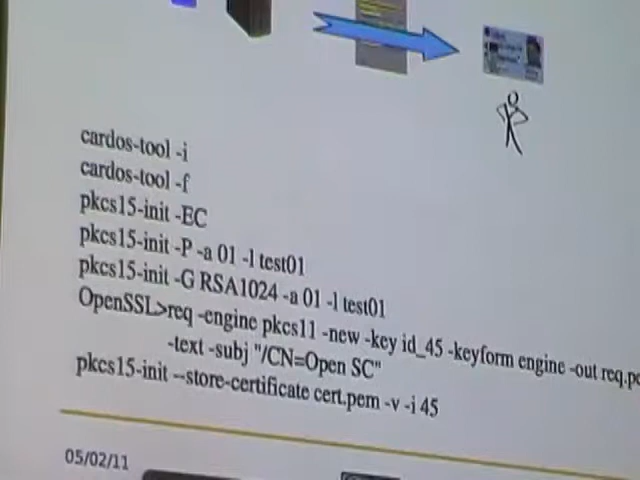 cardos-tool -i
cardos-tool -f
pkcs15-init -EC
pkcs15-init -P -a 01 -l test01
pkcs15-init -G RSA1024 -a 01 -l test01
OpenSSL>req -engine pkcs11 -new -key id_45 -keyform engine -out
-text -subj "/CN=Open SC"
pkcs15-init --store-certificate cert.pem -v -i 45
05/02/11